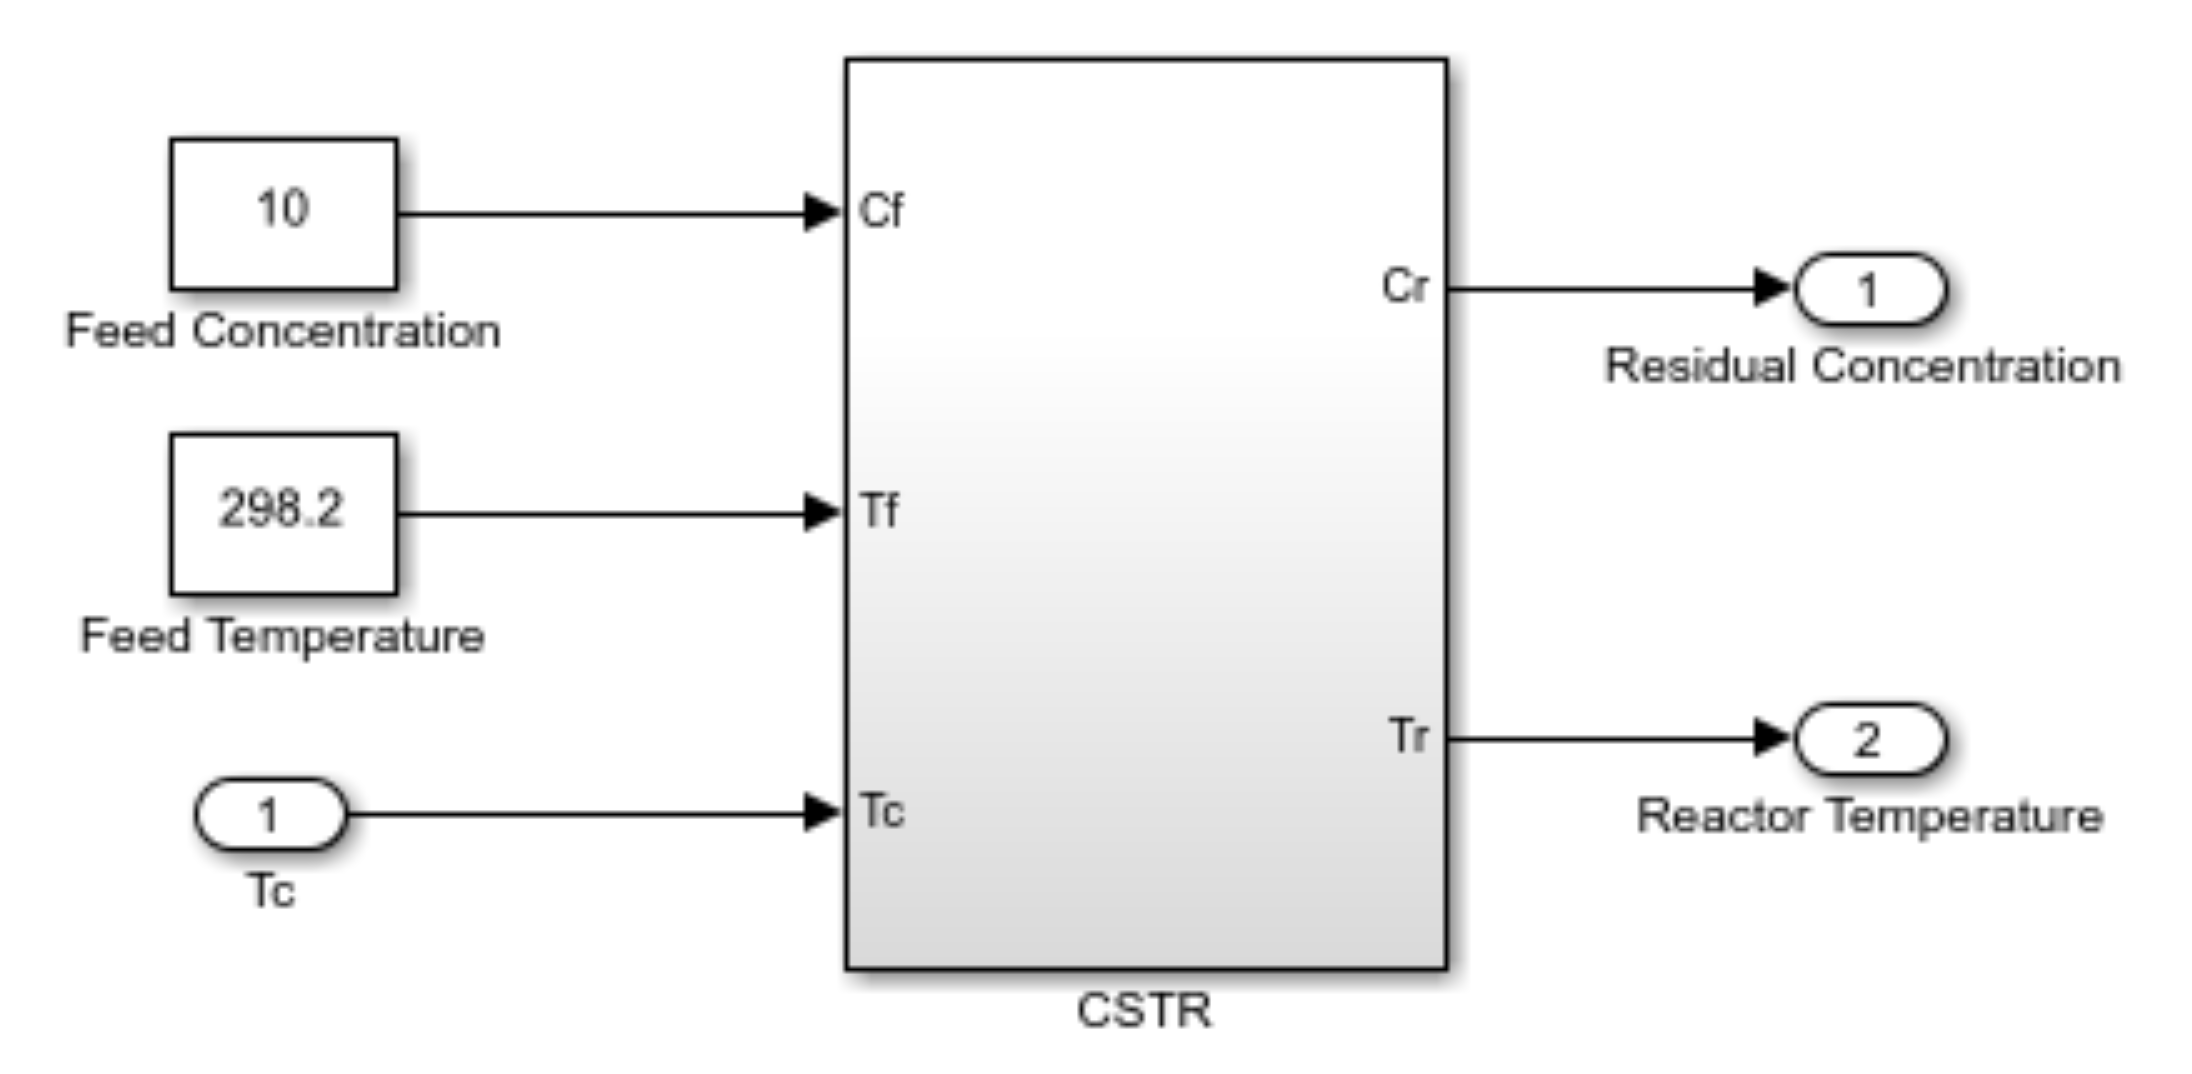 10
Cf
Feed Concentration
Cr
1
Residual Concentration
298.2
Tf
Feed Temperature
Tr
2
Reactor Temperature
1
Tc
Tc
CSTR